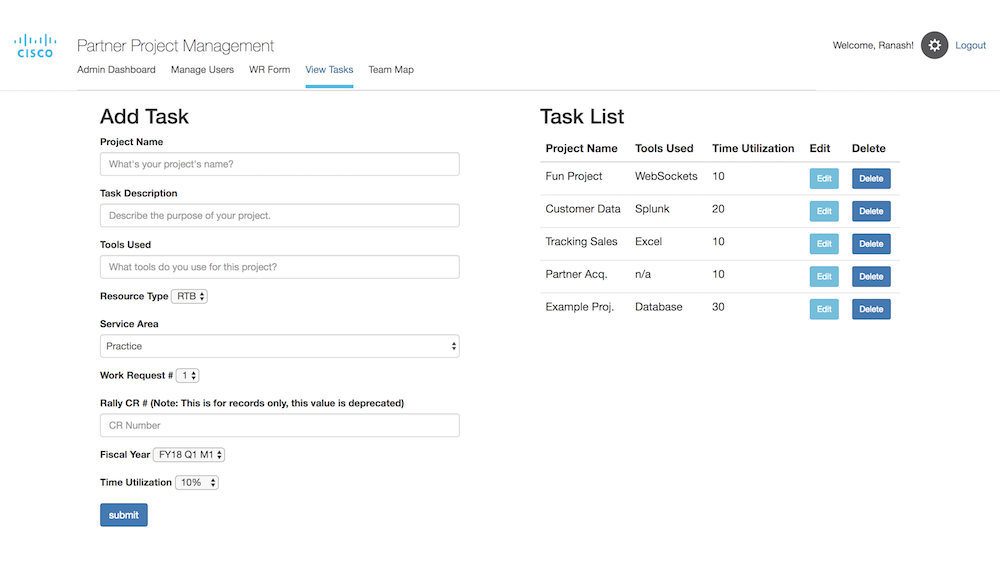 CISCO
Partner Project Management
Welcome, Ranash!
Logout
Admin Dashboard Manage Users WR Form View Tasks Team Map
Add Task
Project Name
What's your project's name?
Task Description
Describe the purpose of your project.
Tools Used
What tools do you use for this project?
Resource Type RTB
Service Area
Practice
Work Request # 1
Rally CR # (Note: This is for records only, this value is deprecated)
CR Number
Fiscal Year FY18 Q1 M1
Time Utilization 10%
submit
Task List
Project Name Tools Used Time Utilization Edit Delete
Fun Project WebSockets 10 Edit Delete
Customer Data Splunk 20 Edit Delete
Tracking Sales Excel 10 Edit Delete
Partner Acq. n/a 10 Edit Delete
Example Proj. Database 30 Edit Delete